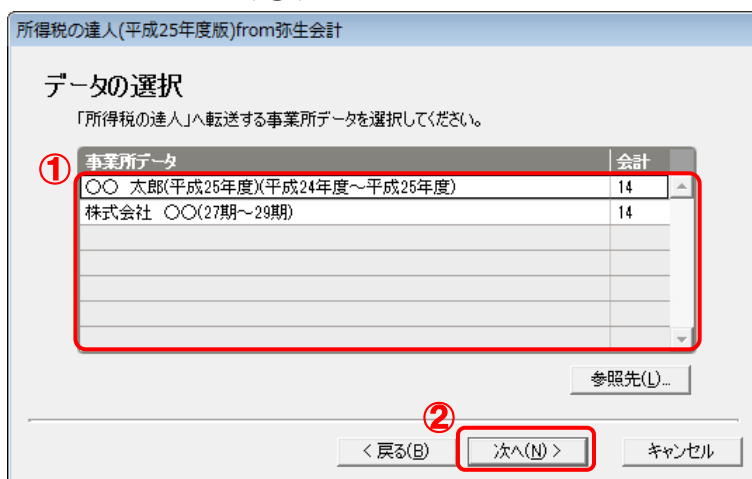 所得税の達人(平成25年度版)from弥生会計
データの選択
「所得税の達人」へ転送する事業所データを選択してください。
①
事業所データ 会計
〇〇 太郎(平成25年度)(平成24年度～平成25年度) 14
株式会社 〇〇(27期～29期) 14
参照先(L)...
②
< 戻る(B) 次へ(N) > キャンセル